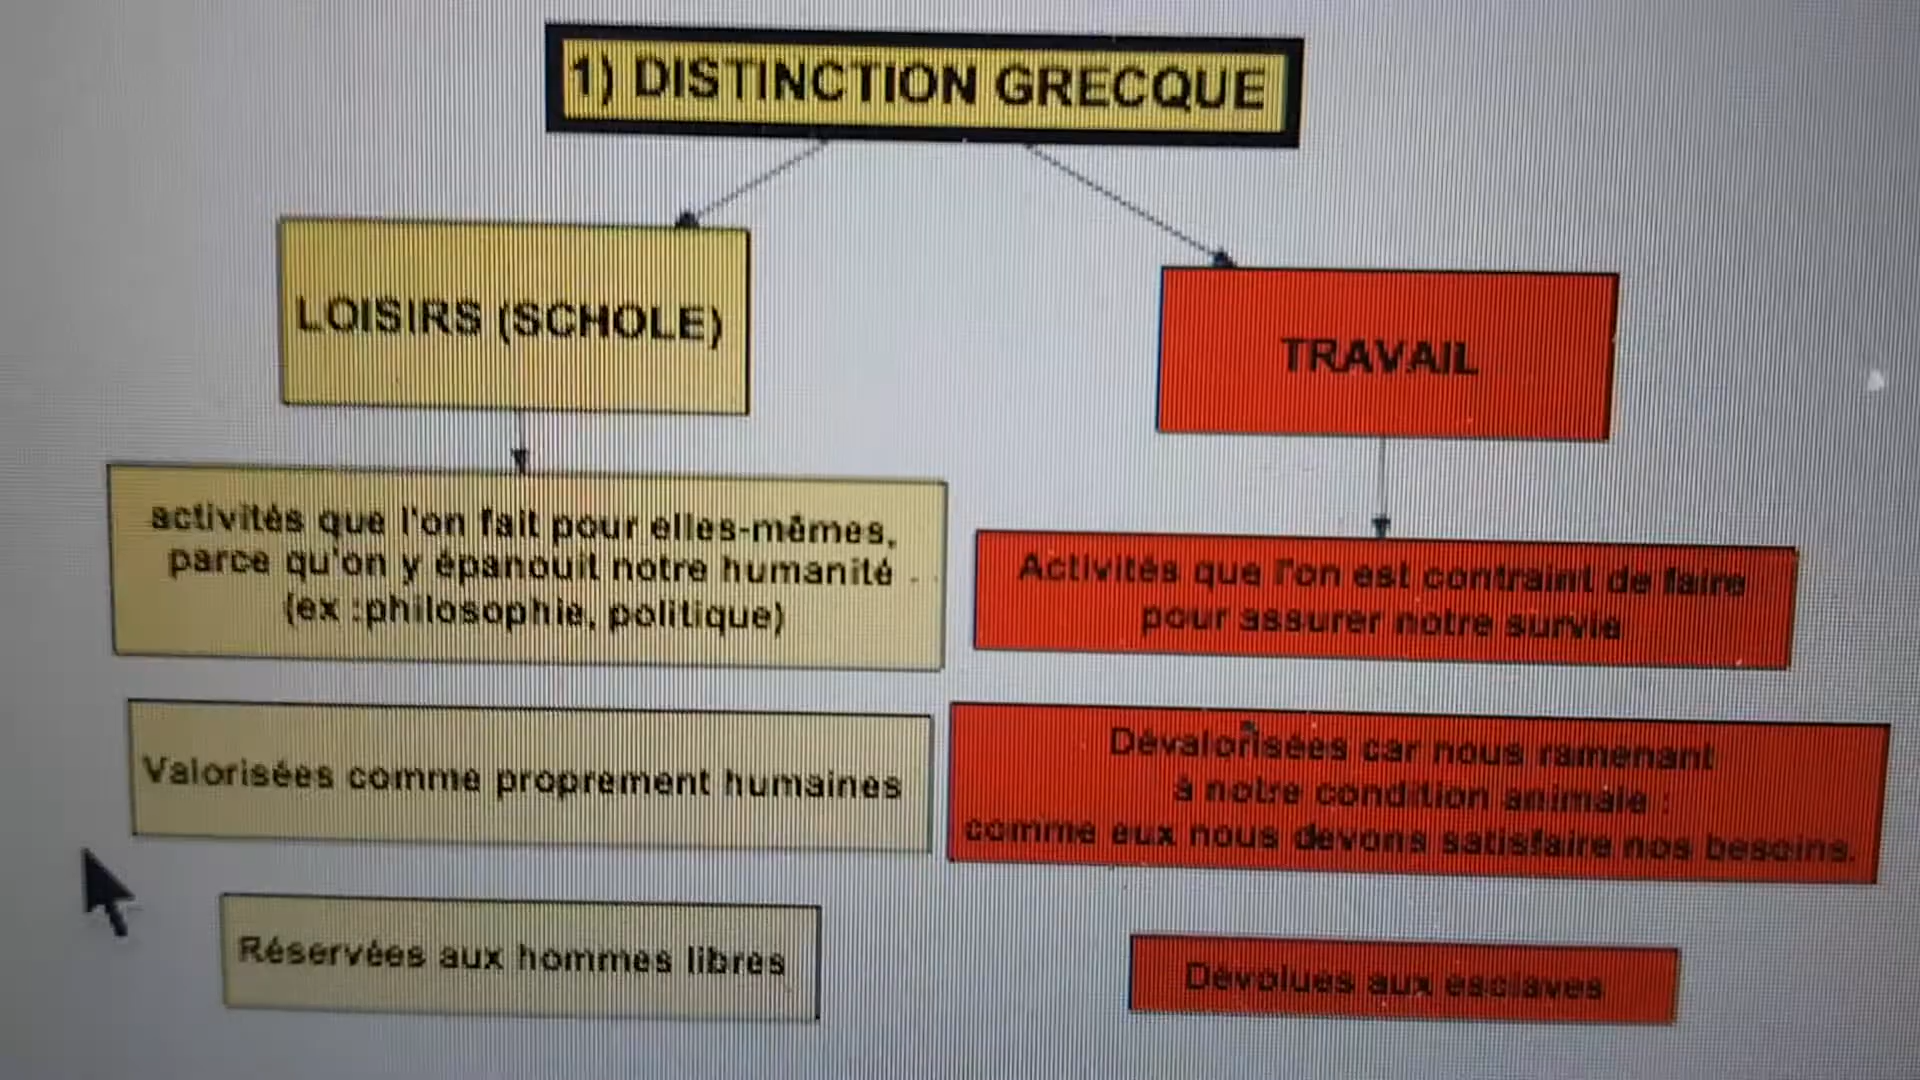 1) DISTINCTION GRECQUE
LOISIRS (SCHOLE)
TRAVAIL
activités que l'on fait pour elles-mêmes,
parce qu'on y épanouit notre humanité
(ex :philosophie, politique)
Activités que l'on est contraint de faire
pour assurer notre survie
Valorisées comme proprement humaines
Dévalorisées car nous ramenant
à notre condition animale :
comme eux nous devons satisfaire nos besoins.
Réservées aux hommes libres
Dévolues aux esclaves